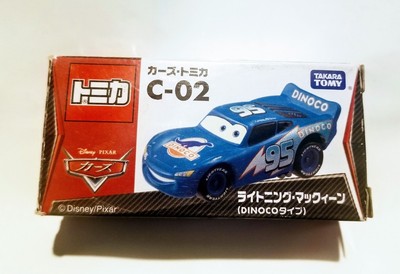 トミカ
カーズ・トミカ
C-02
TAKARA
TOMY
DINOCO
95
DINOCO
95
Disney・PIXAR
カーズ
ライトニング・マックィーン
(DINOCOタイプ)
©Disney/Pixar